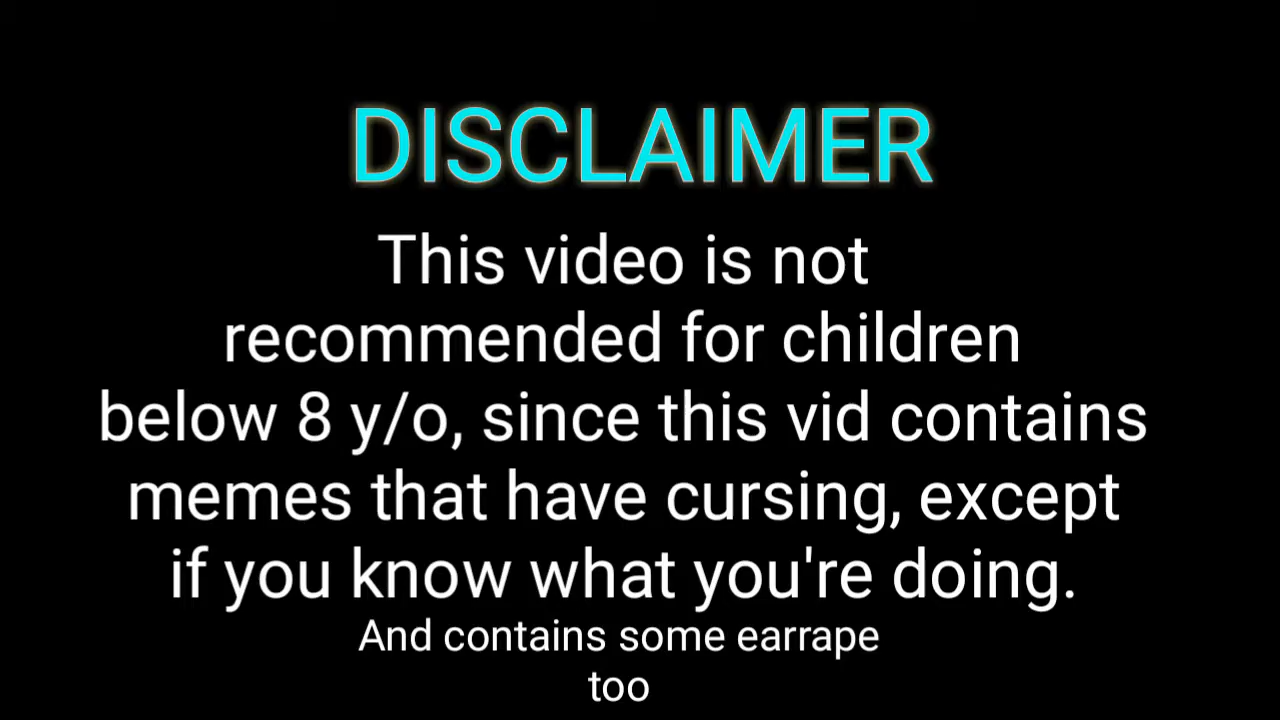 DISCLAIMER
This video is not
recommended for children
below 8 y/o, since this vid contains
memes that have cursing, except
if you know what you're doing.
And contains some earrape
too